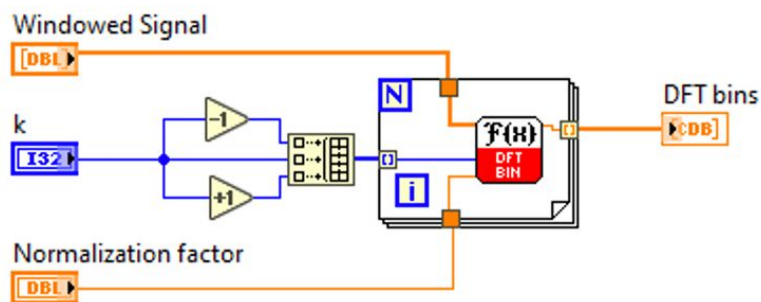 Windowed Signal
[DBL]
k
I32
-1
+1
N
i
F(x)
DFT
BIN
DFT bins
[CDB]
Normalization factor
DBL